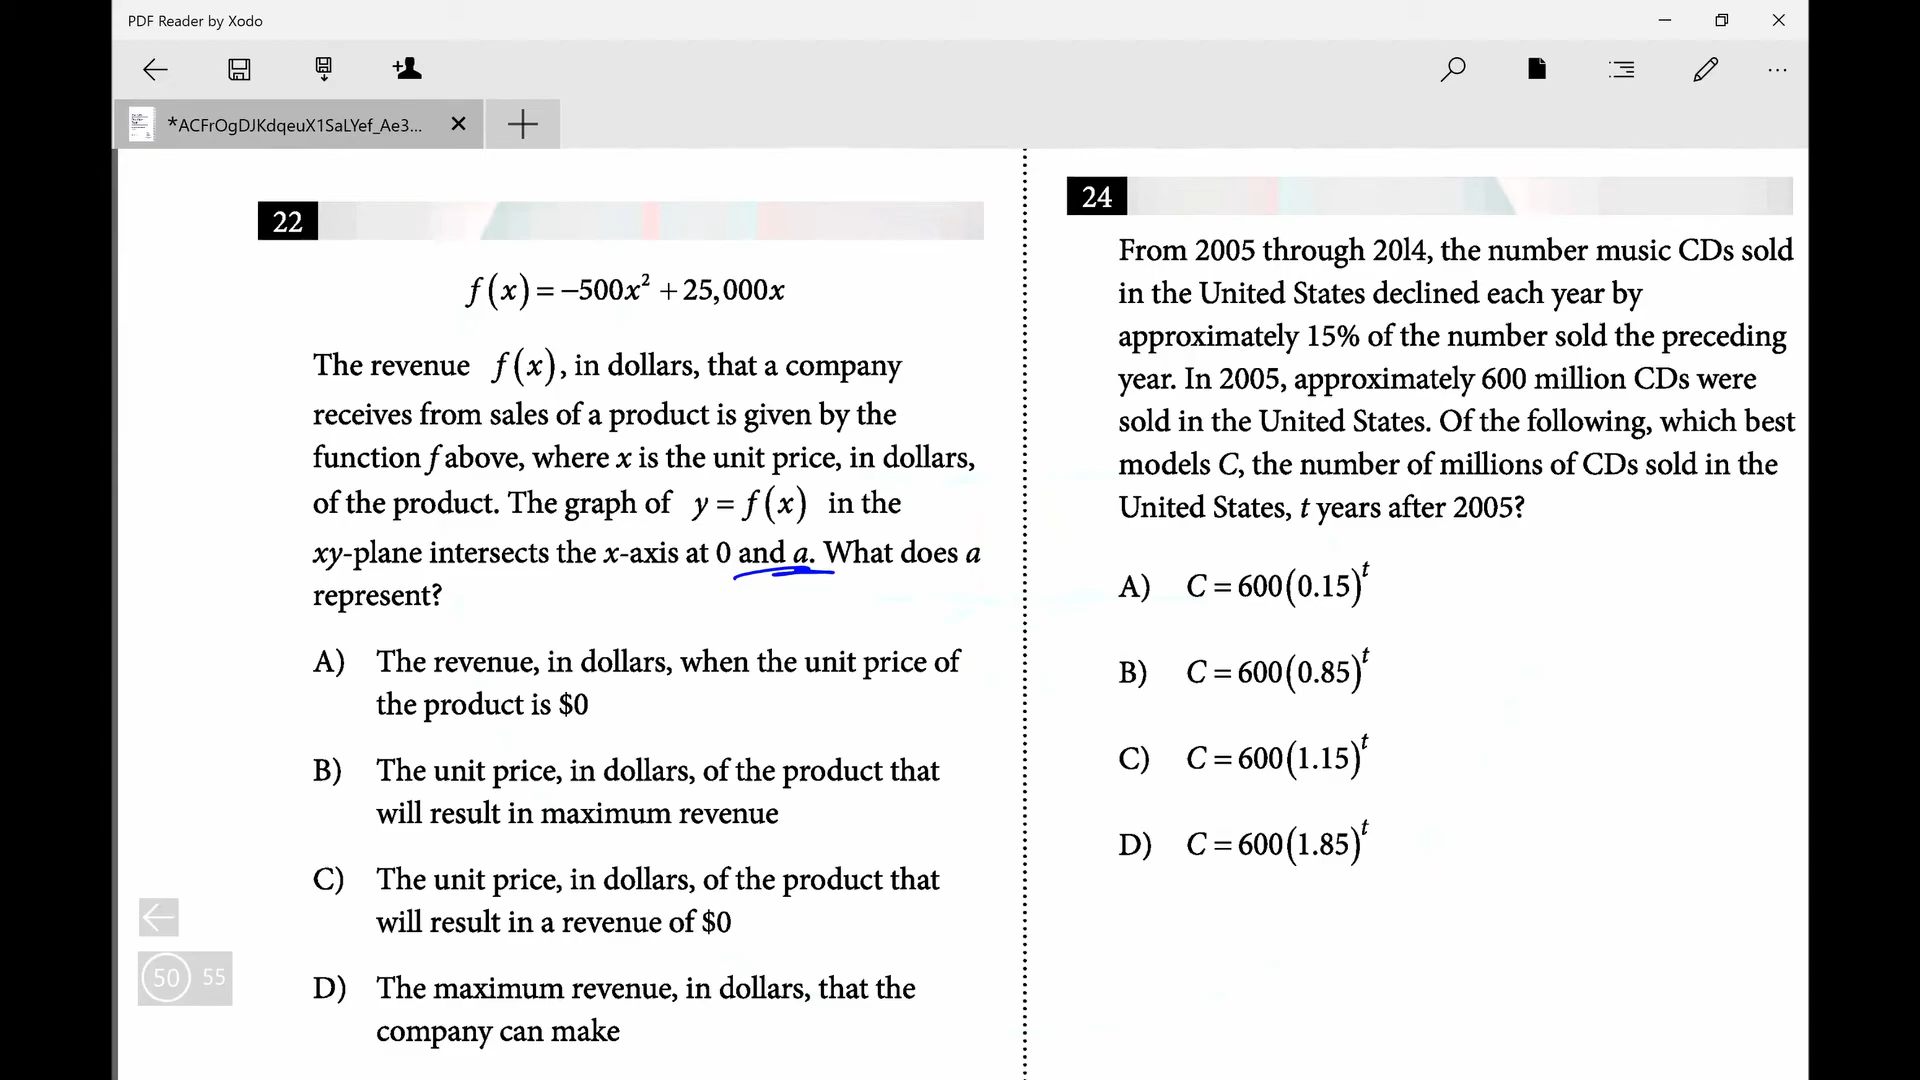 PDF Reader by Xodo
*ACFrOgDJKdqeuX1SaLYef_Ae3...
22
f(x) = −500x² + 25,000x
The revenue f(x), in dollars, that a company
receives from sales of a product is given by the
function f above, where x is the unit price, in dollars,
of the product. The graph of y = f(x) in the
xy-plane intersects the x-axis at 0 and a. What does a
represent?
A) The revenue, in dollars, when the unit price of
the product is $0
B) The unit price, in dollars, of the product that
will result in maximum revenue
C) The unit price, in dollars, of the product that
will result in a revenue of $0
D) The maximum revenue, in dollars, that the
company can make
50 55
24
From 2005 through 20l4, the number music CDs sold
in the United States declined each year by
approximately 15% of the number sold the preceding
year. In 2005, approximately 600 million CDs were
sold in the United States. Of the following, which best
models C, the number of millions of CDs sold in the
United States, t years after 2005?
A) C = 600(0.15)ᵗ
B) C = 600(0.85)ᵗ
C) C = 600(1.15)ᵗ
D) C = 600(1.85)ᵗ